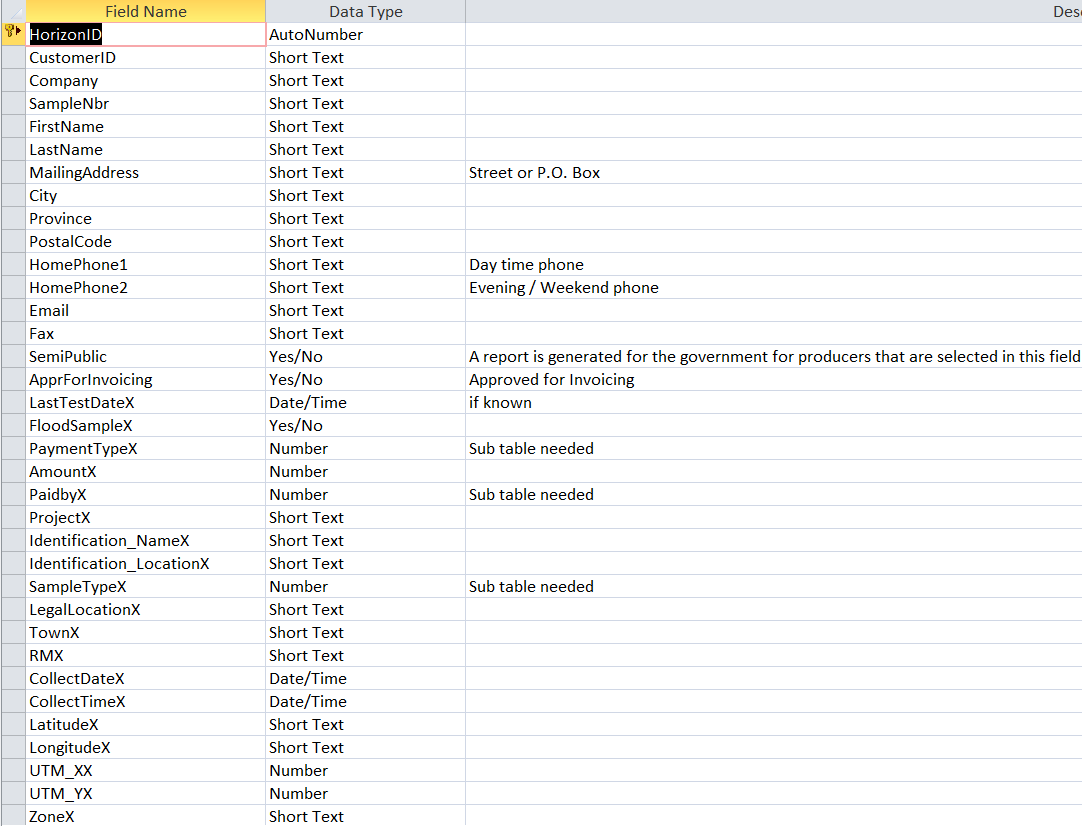 Field Name Data Type Desc
HorizonID AutoNumber
CustomerID Short Text
Company Short Text
SampleNbr Short Text
FirstName Short Text
LastName Short Text
MailingAddress Short Text Street or P.O. Box
City Short Text
Province Short Text
PostalCode Short Text
HomePhone1 Short Text Day time phone
HomePhone2 Short Text Evening / Weekend phone
Email Short Text
Fax Short Text
SemiPublic Yes/No A report is generated for the government for producers that are selected in this field
ApprForInvoicing Yes/No Approved for Invoicing
LastTestDateX Date/Time if known
FloodSampleX Yes/No
PaymentTypeX Number Sub table needed
AmountX Number
PaidbyX Number Sub table needed
ProjectX Short Text
Identification_NameX Short Text
Identification_LocationX Short Text
SampleTypeX Number Sub table needed
LegalLocationX Short Text
TownX Short Text
RMX Short Text
CollectDateX Date/Time
CollectTimeX Date/Time
LatitudeX Short Text
LongitudeX Short Text
UTM_XX Number
UTM_YX Number
ZoneX Short Text